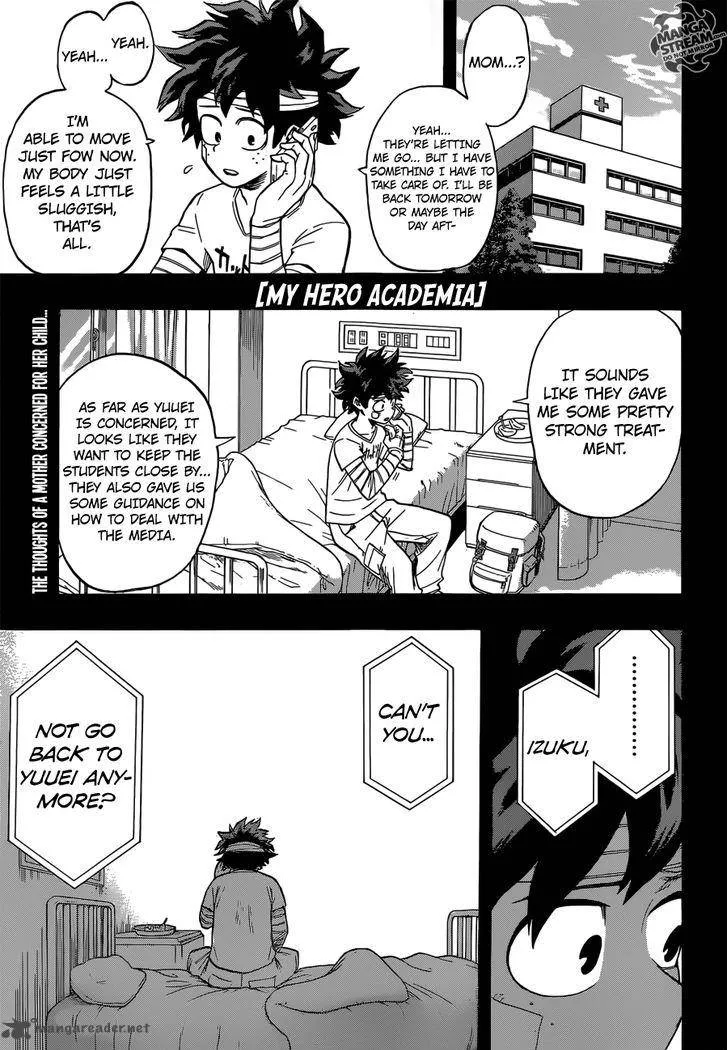 MANGA
STREAM.com
DO NOT MIRROR
MOM...?
YEAH...
THEY'RE LETTING
ME GO... BUT I HAVE
SOMETHING I HAVE TO
TAKE CARE OF. I'LL BE
BACK TOMORROW
OR MAYBE THE
DAY AFT-
YEAH... YEAH.
I'M
ABLE TO MOVE
JUST FOW NOW.
MY BODY JUST
FEELS A LITTLE
SLUGGISH,
THAT'S
ALL.
[MY HERO ACADEMIA]
THE THOUGHTS OF A MOTHER CONCERNED FOR HER CHILD...
IT SOUNDS
LIKE THEY GAVE
ME SOME PRETTY
STRONG TREAT-
MENT.
AS FAR AS YUUEI
IS CONCERNED, IT
LOOKS LIKE THEY
WANT TO KEEP THE
STUDENTS CLOSE BY...
THEY ALSO GAVE US
SOME GUIDANCE ON
HOW TO DEAL WITH
THE MEDIA.
.........
IZUKU,
CAN'T
YOU...
NOT GO
BACK TO
YUUEI ANY-
MORE?
mangareader.net